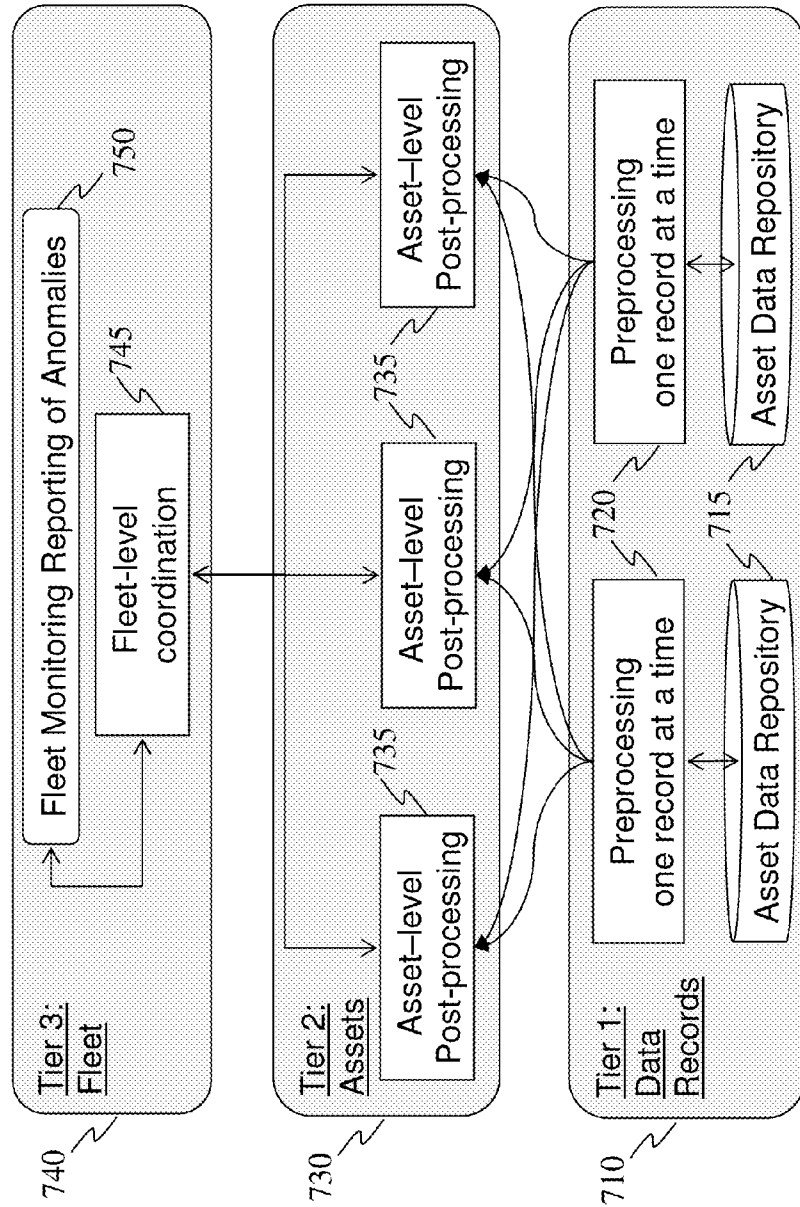 740
Tier 3:
Fleet
Fleet Monitoring Reporting of Anomalies
750
Fleet-level
coordination
745
730
Tier 2:
Assets
Asset–level
Post-processing
735
Asset–level
Post-processing
735
Asset–level
Post-processing
710
Tier 1:
Data
Records
Preprocessing
one record at a time
720
Preprocessing
one record at a time
Asset Data Repository
715
Asset Data Repository